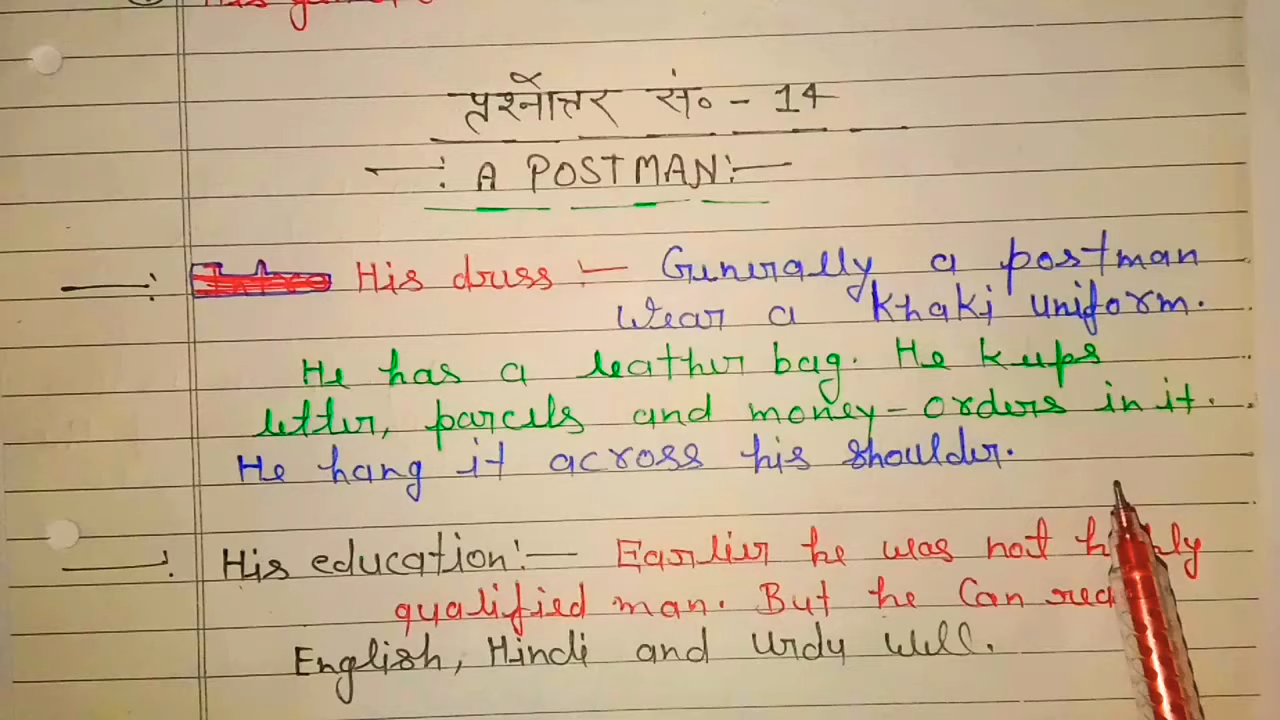 प्रश्नोत्तर सं० - 14
—: A POSTMAN:—
—: His dress :— Generally a postman
wear a khaki uniform.
He has a leather bag. He keeps
letter, parcels and money-orders in it.
He hang it across his shoulder.
—: His education:— Earlier he was not
qualified man. But he Can
English, Hindi and Urdy well.